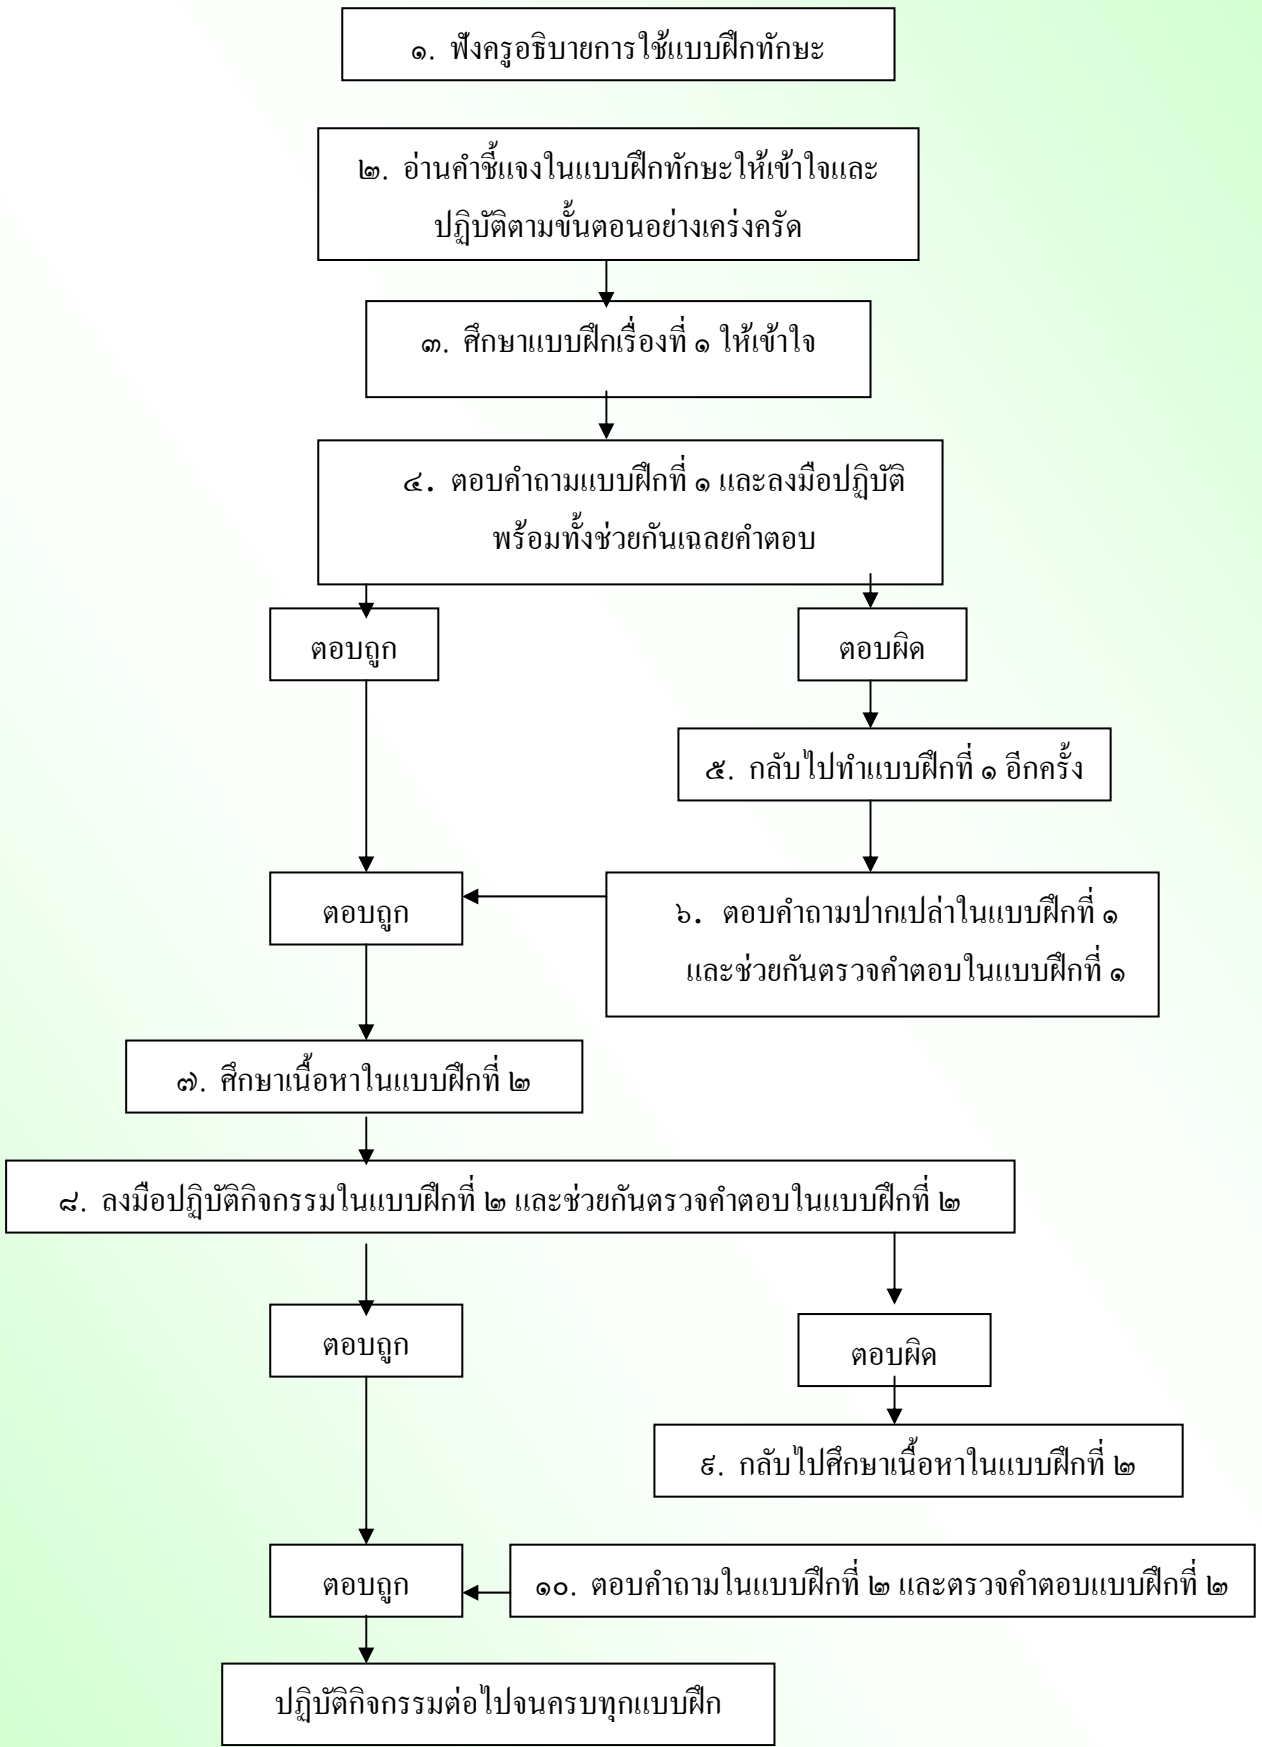 ๑. ฟังครูอธิบายการใช้แบบฝึกทักษะ
๒. อ่านคำชี้แจงในแบบฝึกทักษะให้เข้าใจและ
ปฏิบัติตามขั้นตอนอย่างเคร่งครัด
๓. ศึกษาแบบฝึกเรื่องที่ ๑ ให้เข้าใจ
๔. ตอบคำถามแบบฝึกที่ ๑ และลงมือปฏิบัติ
พร้อมทั้งช่วยกันเฉลยคำตอบ
ตอบถูก
ตอบผิด
๕. กลับไปทำแบบฝึกที่ ๑ อีกครั้ง
ตอบถูก
๖. ตอบคำถามปากเปล่าในแบบฝึกที่ ๑
และช่วยกันตรวจคำตอบในแบบฝึกที่ ๑
๗. ศึกษาเนื้อหาในแบบฝึกที่ ๒
๘. ลงมือปฏิบัติกิจกรรมในแบบฝึกที่ ๒ และช่วยกันตรวจคำตอบในแบบฝึกที่ ๒
ตอบถูก
ตอบผิด
๙. กลับไปศึกษาเนื้อหาในแบบฝึกที่ ๒
ตอบถูก
๑๐. ตอบคำถามในแบบฝึกที่ ๒ และตรวจคำตอบแบบฝึกที่ ๒
ปฏิบัติกิจกรรมต่อไปจนครบทุกแบบฝึก